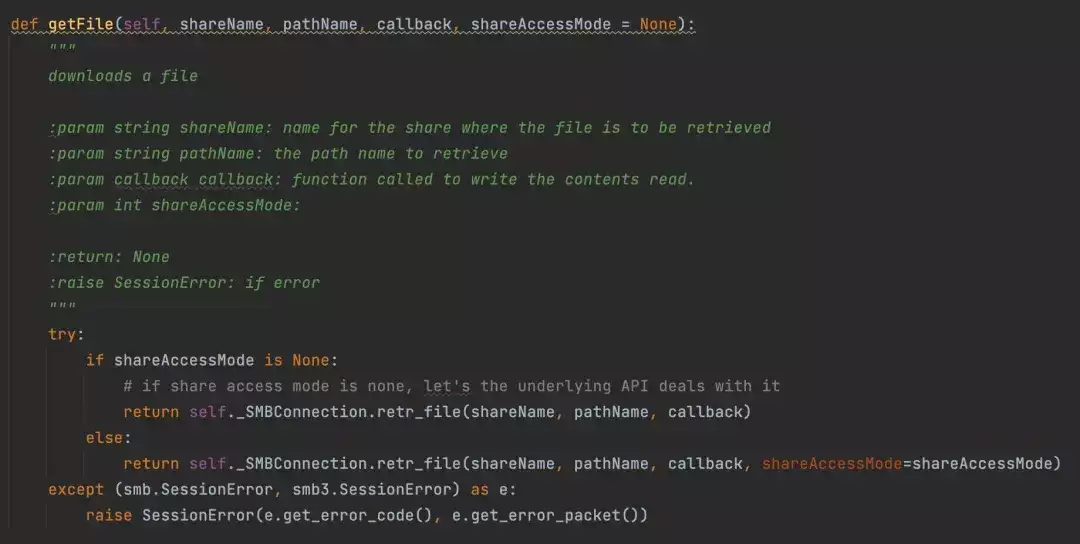 def getFile(self, shareName, pathName, callback, shareAccessMode = None):
"""
downloads a file
:param string shareName: name for the share where the file is to be retrieved
:param string pathName: the path name to retrieve
:param callback callback: function called to write the contents read.
:param int shareAccessMode:
:return: None
:raise SessionError: if error
"""
try:
if shareAccessMode is None:
# if share access mode is none, let's the underlying API deals with it
return self._SMBConnection.retr_file(shareName, pathName, callback)
else:
return self._SMBConnection.retr_file(shareName, pathName, callback, shareAccessMode=shareAccessMode)
except (smb.SessionError, smb3.SessionError) as e:
raise SessionError(e.get_error_code(), e.get_error_packet())